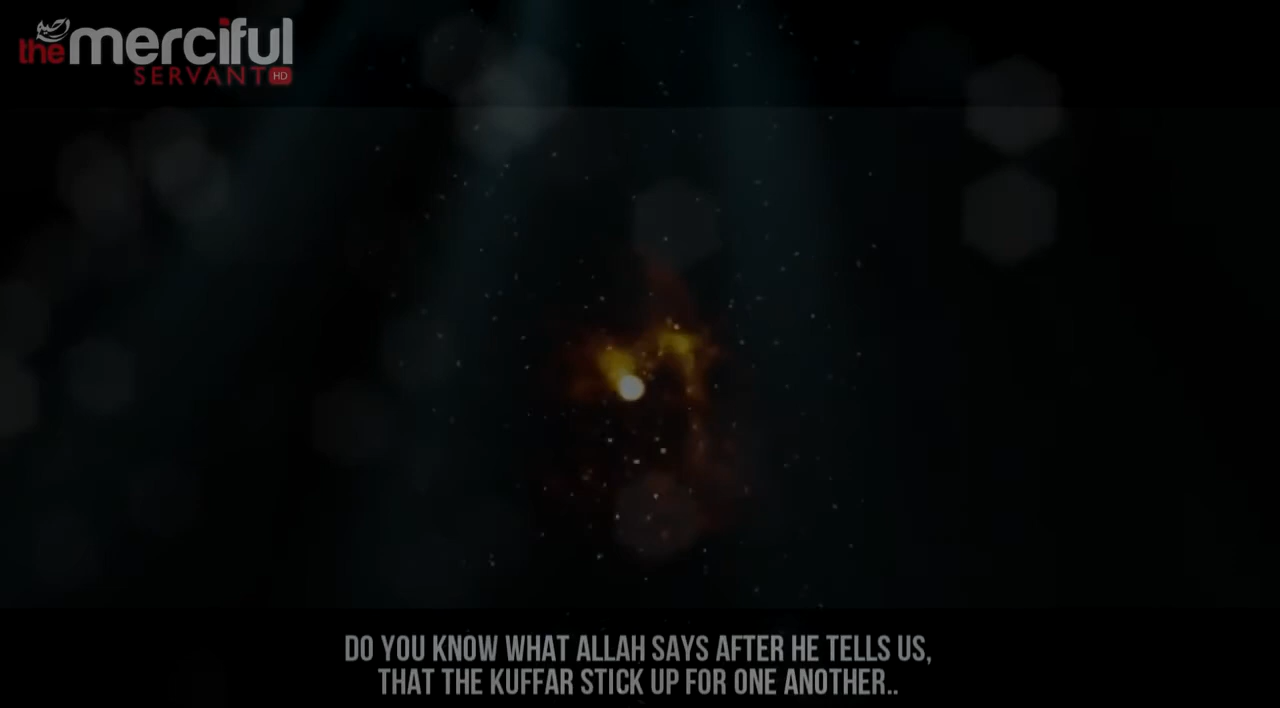 the merciful
SERVANT HD
DO YOU KNOW WHAT ALLAH SAYS AFTER HE TELLS US,
THAT THE KUFFAR STICK UP FOR ONE ANOTHER..